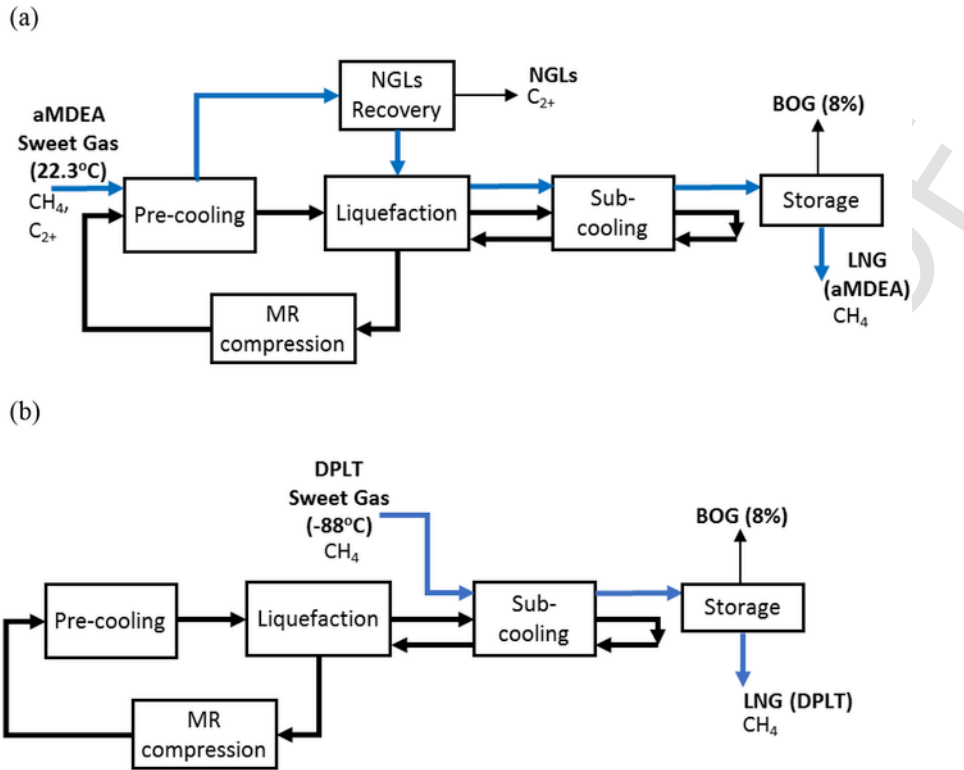 (a)
aMDEA
Sweet Gas
(22.3°C)
CH₄,
C₂₊
Pre-cooling
NGLs
Recovery
NGLs
C₂₊
Liquefaction
MR
compression
Sub-
cooling
BOG (8%)
Storage
LNG
(aMDEA)
CH₄
(b)
DPLT
Sweet Gas
(-88°C)
CH₄
Pre-cooling
Liquefaction
MR
compression
Sub-
cooling
BOG (8%)
Storage
LNG (DPLT)
CH₄